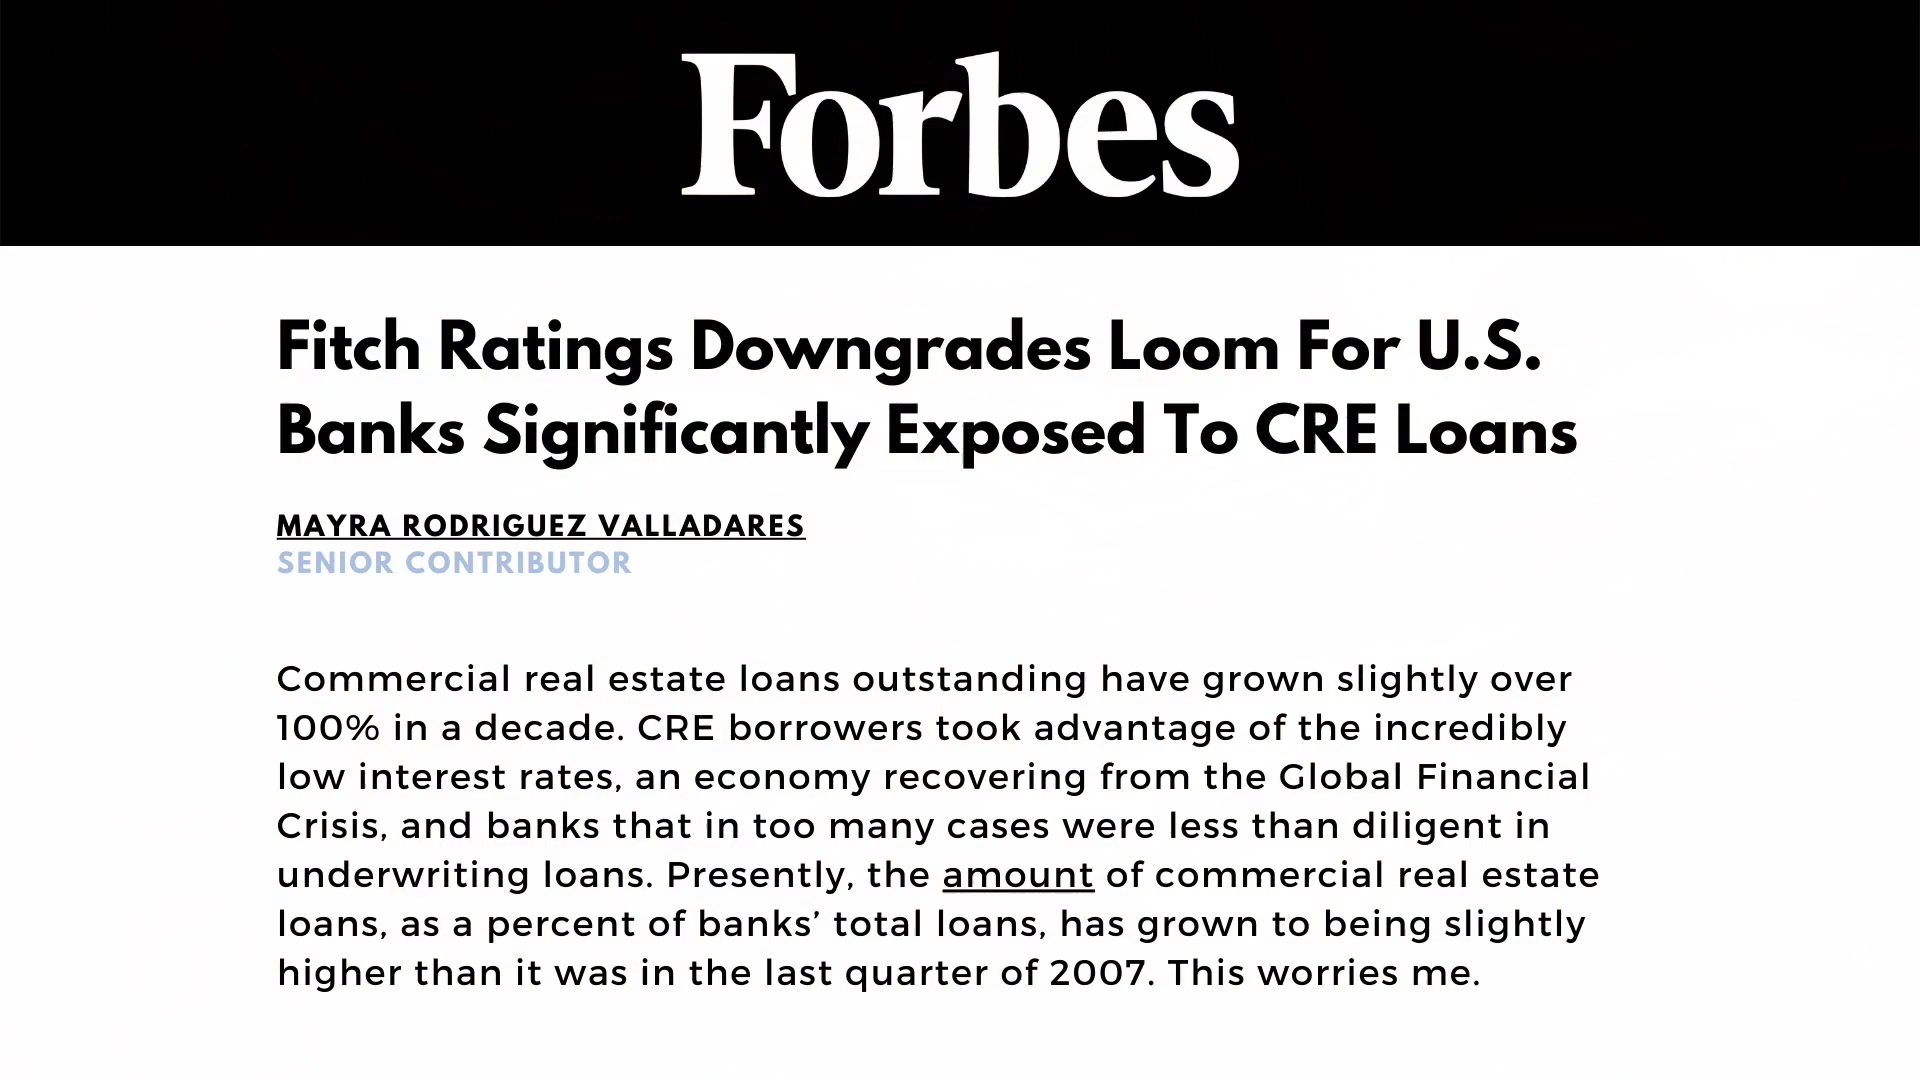 Forbes
Fitch Ratings Downgrades Loom For U.S.
Banks Significantly Exposed To CRE Loans
MAYRA RODRIGUEZ VALLADARES
SENIOR CONTRIBUTOR
Commercial real estate loans outstanding have grown slightly over
100% in a decade. CRE borrowers took advantage of the incredibly
low interest rates, an economy recovering from the Global Financial
Crisis, and banks that in too many cases were less than diligent in
underwriting loans. Presently, the amount of commercial real estate
loans, as a percent of banks’ total loans, has grown to being slightly
higher than it was in the last quarter of 2007. This worries me.